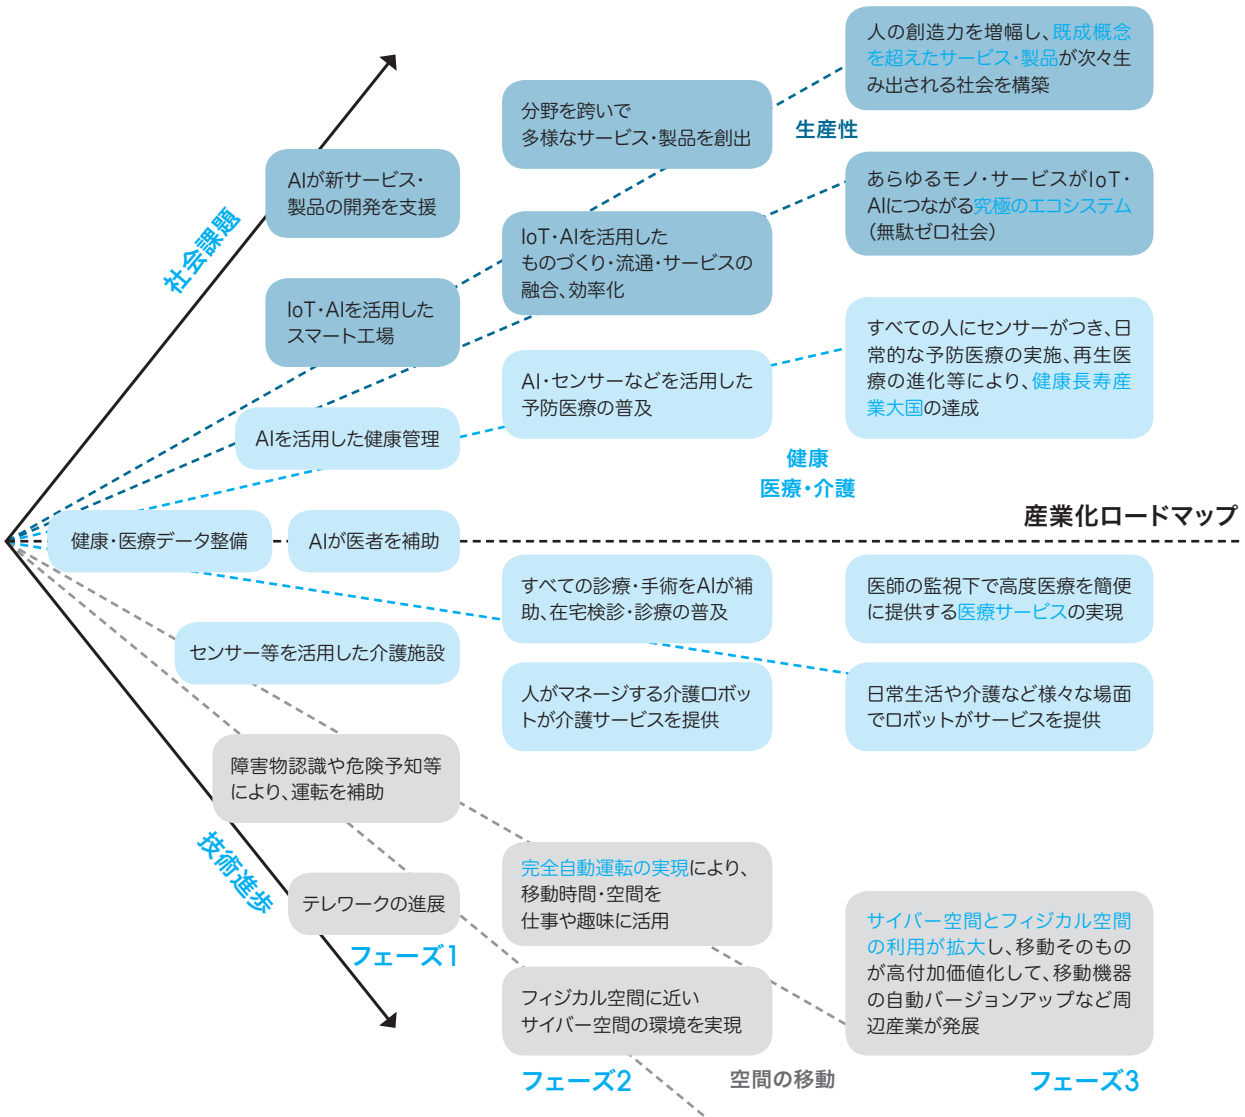 社会課題
AIが新サービス・
製品の開発を支援
IoT・AIを活用した
スマート工場
AIを活用した健康管理
健康・医療データ整備
AIが医者を補助
センサー等を活用した介護施設
障害物認識や危険予知等
により、運転を補助
テレワークの進展
技術進歩
フェーズ1
分野を跨いで
多様なサービス・製品を創出
IoT・AIを活用した
ものづくり・流通・サービスの
融合、効率化
AI・センサーなどを活用した
予防医療の普及
すべての診療・手術をAIが補
助、在宅検診・診療の普及
人がマネージする介護ロボッ
トが介護サービスを提供
完全自動運転の実現により、
移動時間・空間を
仕事や趣味に活用
フィジカル空間に近い
サイバー空間の環境を実現
フェーズ2
生産性
健康
医療・介護
空間の移動
産業化ロードマップ
人の創造力を増幅し、既成概念
を超えたサービス・製品が次々生
み出される社会を構築
あらゆるモノ・サービスがIoT・
AIにつながる究極のエコシステム
（無駄ゼロ社会）
すべての人にセンサーがつき、日
常的な予防医療の実施、再生医
療の進化等により、健康長寿産
業大国の達成
医師の監視下で高度医療を簡便
に提供する医療サービスの実現
日常生活や介護など様々な場面
でロボットがサービスを提供
サイバー空間とフィジカル空間
の利用が拡大し、移動そのもの
が高付加価値化して、移動機器
の自動バージョンアップなど周
辺産業が発展
フェーズ3